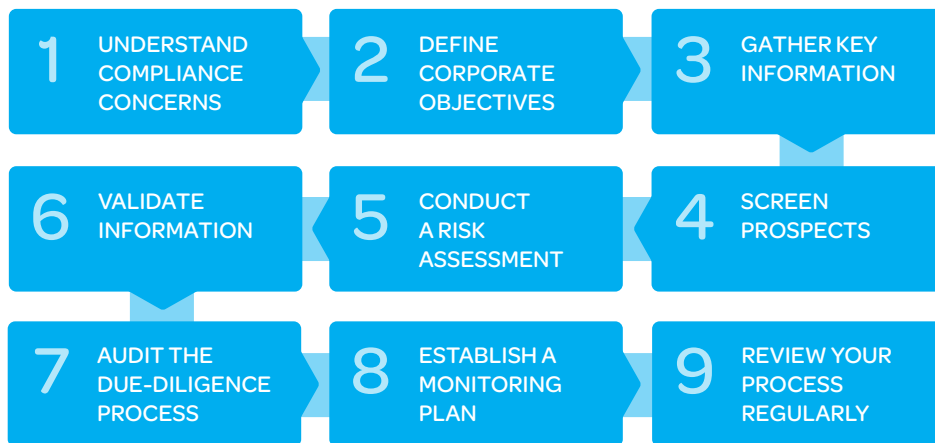 1
UNDERSTAND
COMPLIANCE
CONCERNS
2
DEFINE
CORPORATE
OBJECTIVES
3
GATHER KEY
INFORMATION
4
SCREEN
PROSPECTS
5
CONDUCT
A RISK
ASSESSMENT
6
VALIDATE
INFORMATION
7
AUDIT THE
DUE-DILIGENCE
PROCESS
8
ESTABLISH A
MONITORING
PLAN
9
REVIEW YOUR
PROCESS
REGULARLY